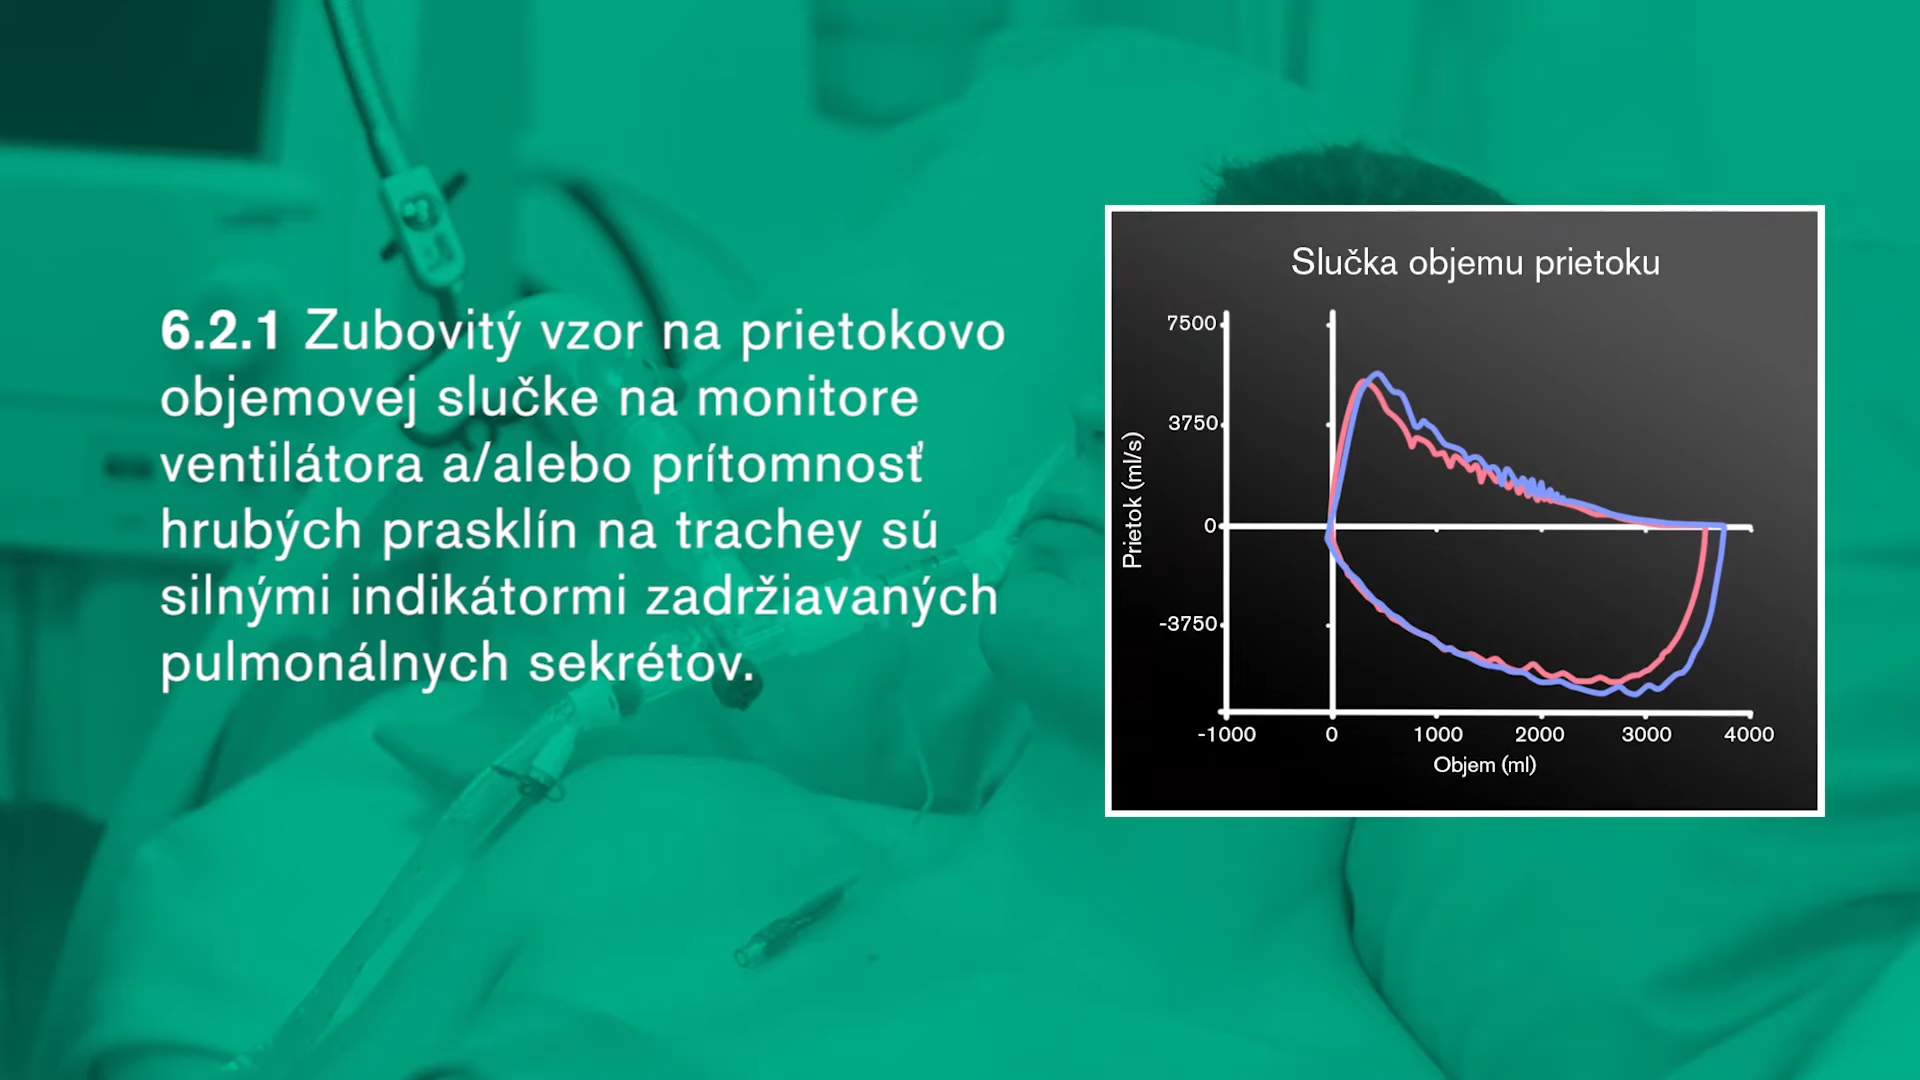 6.2.1 Zubovitý vzor na prietokovo
objemovej slučke na monitore
ventilátora a/alebo prítomnosť
hrubých prasklín na trachey sú
silnými indikátormi zadržiavaných
pulmonálnych sekrétov.
Slučka objemu prietoku
Prietok (ml/s)
7500
3750
0
-3750
-1000 0 1000 2000 3000 4000
Objem (ml)